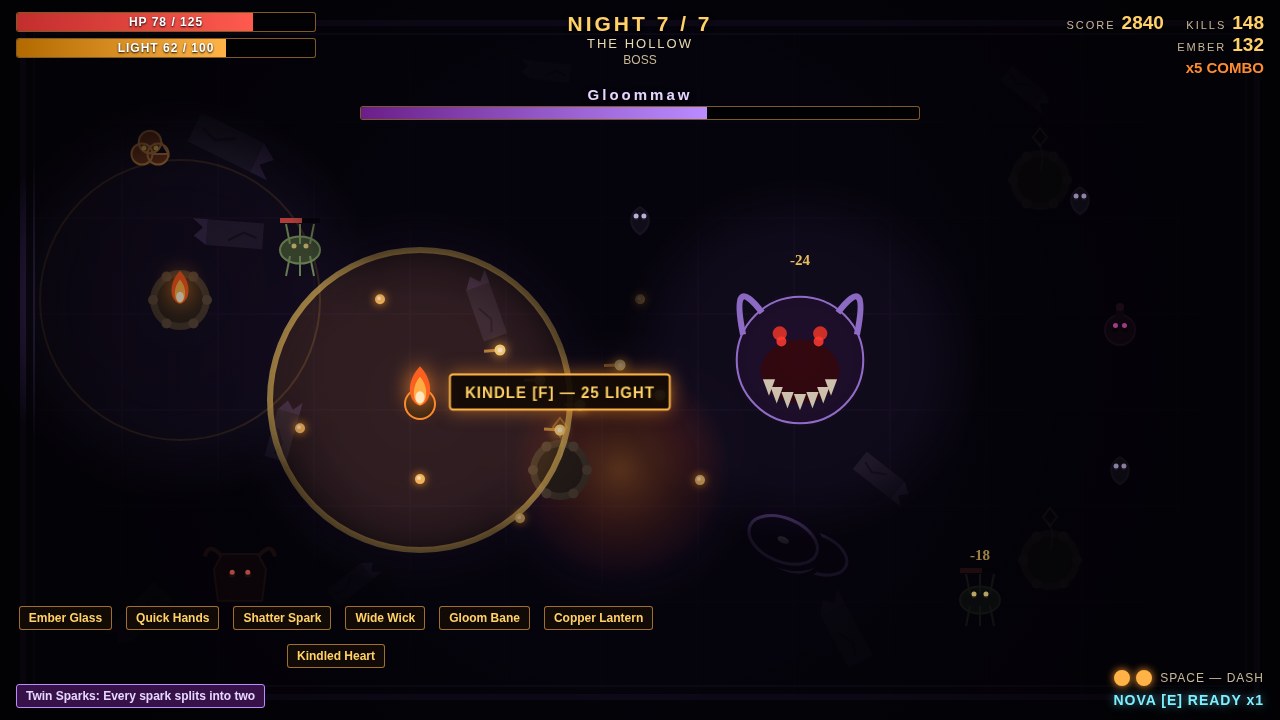 HP 78 / 125
LIGHT 62 / 100
NIGHT 7 / 7
THE HOLLOW
BOSS
SCORE 2840 KILLS 148
EMBER 132
x5 COMBO
Gloommaw
-24
KINDLE [F] — 25 LIGHT
-18
Ember Glass Quick Hands Shatter Spark Wide Wick Gloom Bane Copper Lantern
Kindled Heart
Twin Sparks: Every spark splits into two
SPACE — DASH
NOVA [E] READY x1